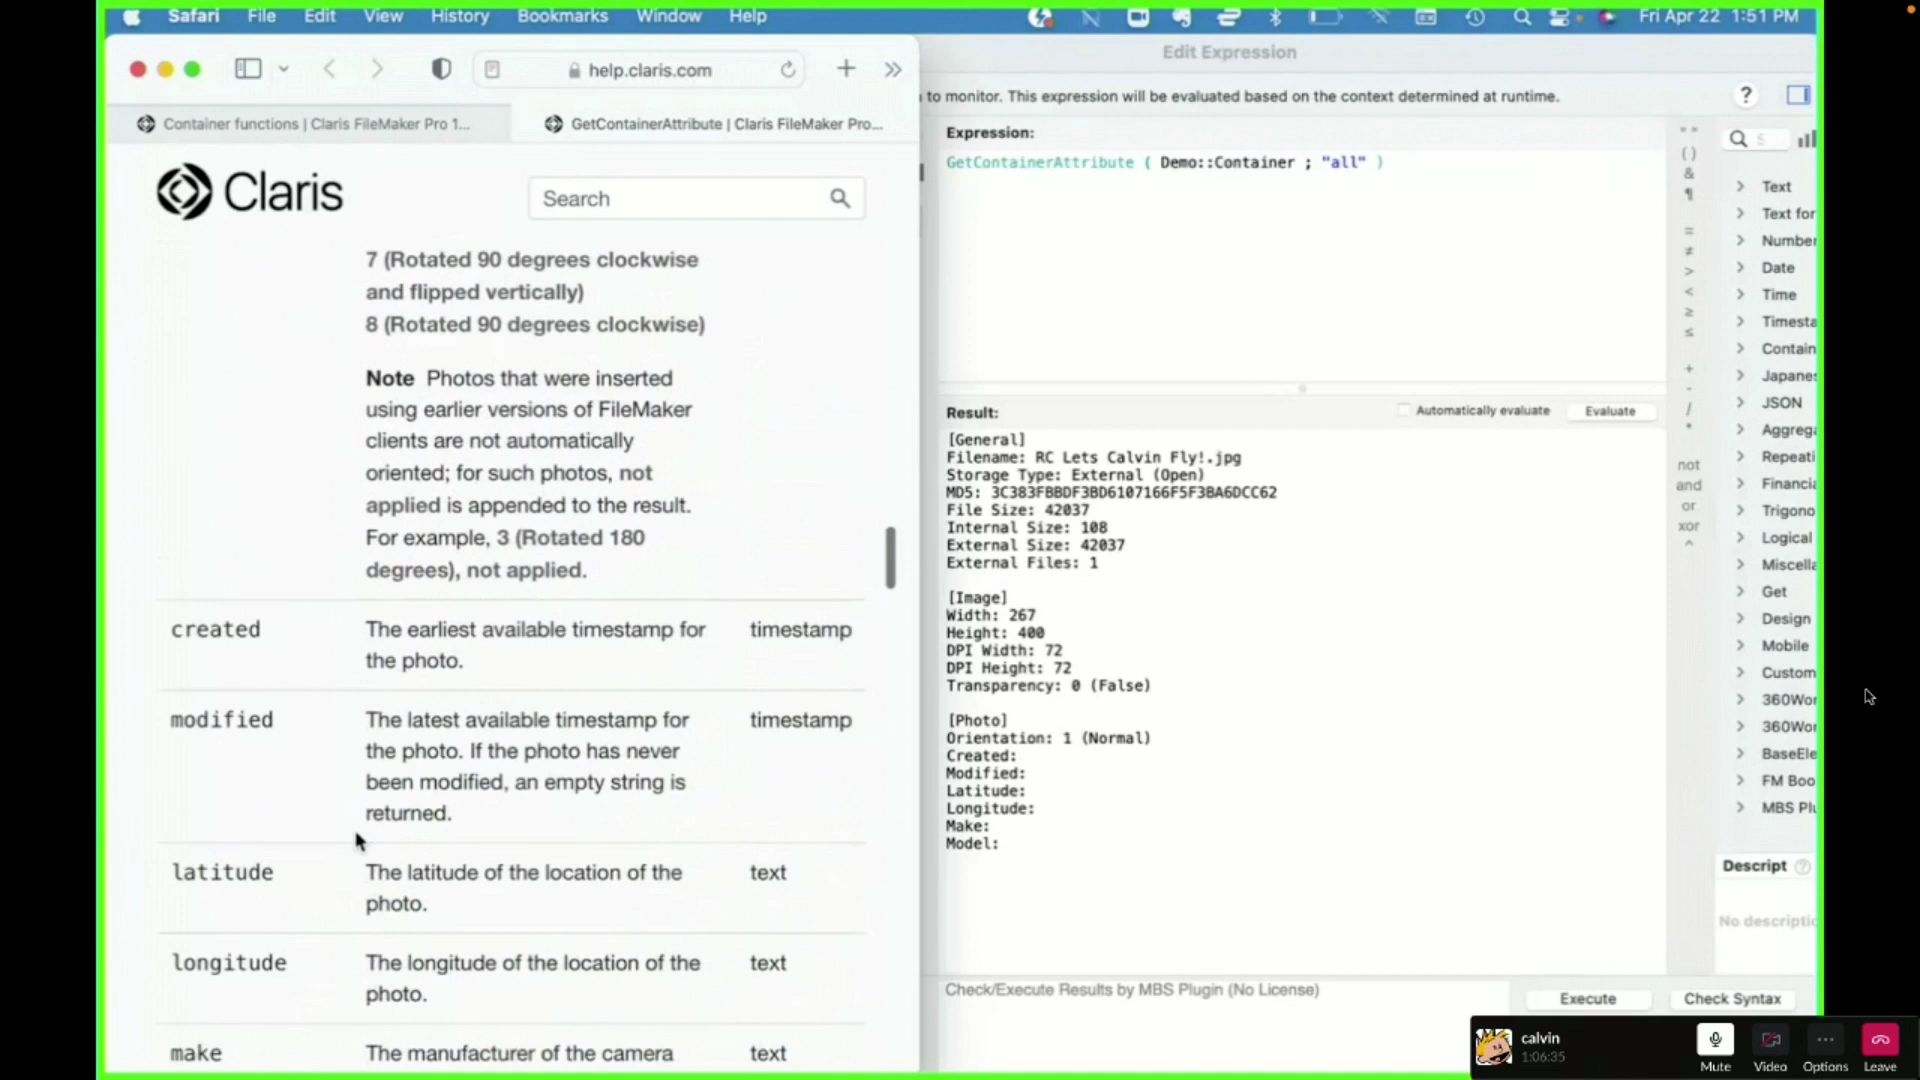 Safari File Edit View History Bookmarks Window Help
Fri Apr 22 1:51 PM
help.claris.com
Container functions | Claris FileMaker Pro 1...
GetContainerAttribute | Claris FileMaker Pro...
Claris
Search
7 (Rotated 90 degrees clockwise
and flipped vertically)
8 (Rotated 90 degrees clockwise)
Note Photos that were inserted
using earlier versions of FileMaker
clients are not automatically
oriented; for such photos, not
applied is appended to the result.
For example, 3 (Rotated 180
degrees), not applied.
created The earliest available timestamp for timestamp
the photo.
modified The latest available timestamp for timestamp
the photo. If the photo has never
been modified, an empty string is
returned.
latitude The latitude of the location of the text
photo.
longitude The longitude of the location of the text
photo.
make The manufacturer of the camera text
Edit Expression
to monitor. This expression will be evaluated based on the context determined at runtime.
?
Expression:
GetContainerAttribute ( Demo::Container ; "all" )
Result:
Automatically evaluate
Evaluate
[General]
Filename: RC Lets Calvin Fly!.jpg
Storage Type: External (Open)
MD5: 3C383FBBDF3BD6107166F5F3BA6DCC62
File Size: 42037
Internal Size: 108
External Size: 42037
External Files: 1
[Image]
Width: 267
Height: 400
DPI Width: 72
DPI Height: 72
Transparency: 0 (False)
[Photo]
Orientation: 1 (Normal)
Created:
Modified:
Latitude:
Longitude:
Make:
Model:
" "
( )
&
¶
=
≠
>
<
≥
≤
+
-
/
*
not
and
or
xor
^
Text
Text for
Number
Date
Time
Timesta
Contain
Japanes
JSON
Aggrega
Repeati
Financia
Trigono
Logical
Miscella
Get
Design
Mobile
Custom
360Wor
360Wor
BaseEle
FM Boo
MBS Plu
Descript
No descriptio
Check/Execute Results by MBS Plugin (No License)
Execute
Check Syntax
calvin
1:06:35
Mute Video Options Leave